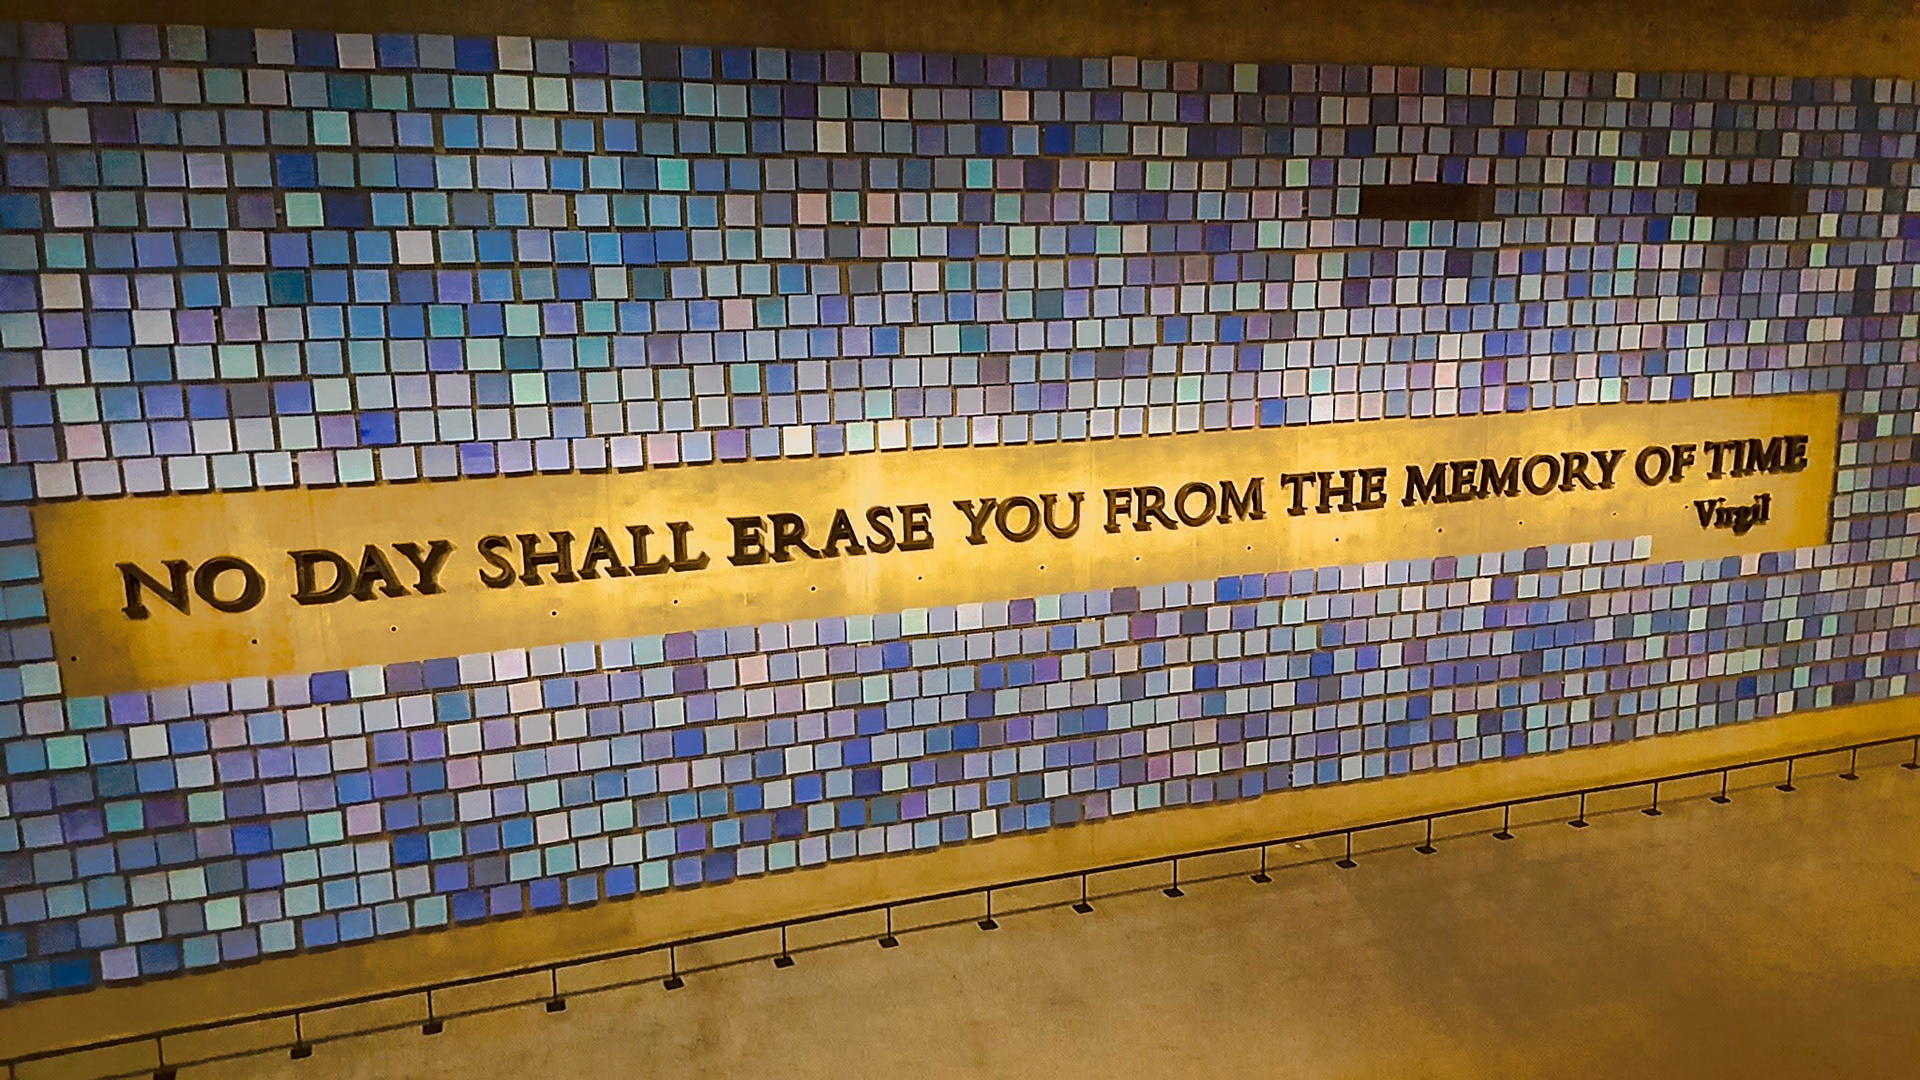 NO DAY SHALL ERASE YOU FROM THE MEMORY OF TIME
Virgil